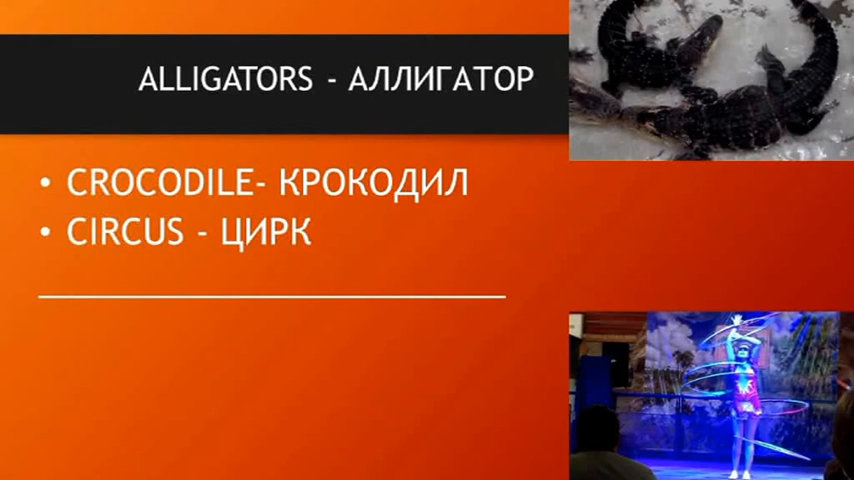 ALLIGATORS - АЛЛИГАТОР
• CROCODILE- КРОКОДИЛ
• CIRCUS - ЦИРК